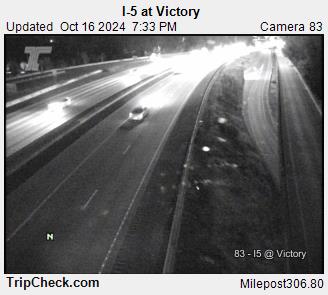 I-5 at Victory
Updated Oct 16 2024 7:33 PM Camera 83
T
N
83 - I5 @ Victory
TripCheck.com Milepost306.80